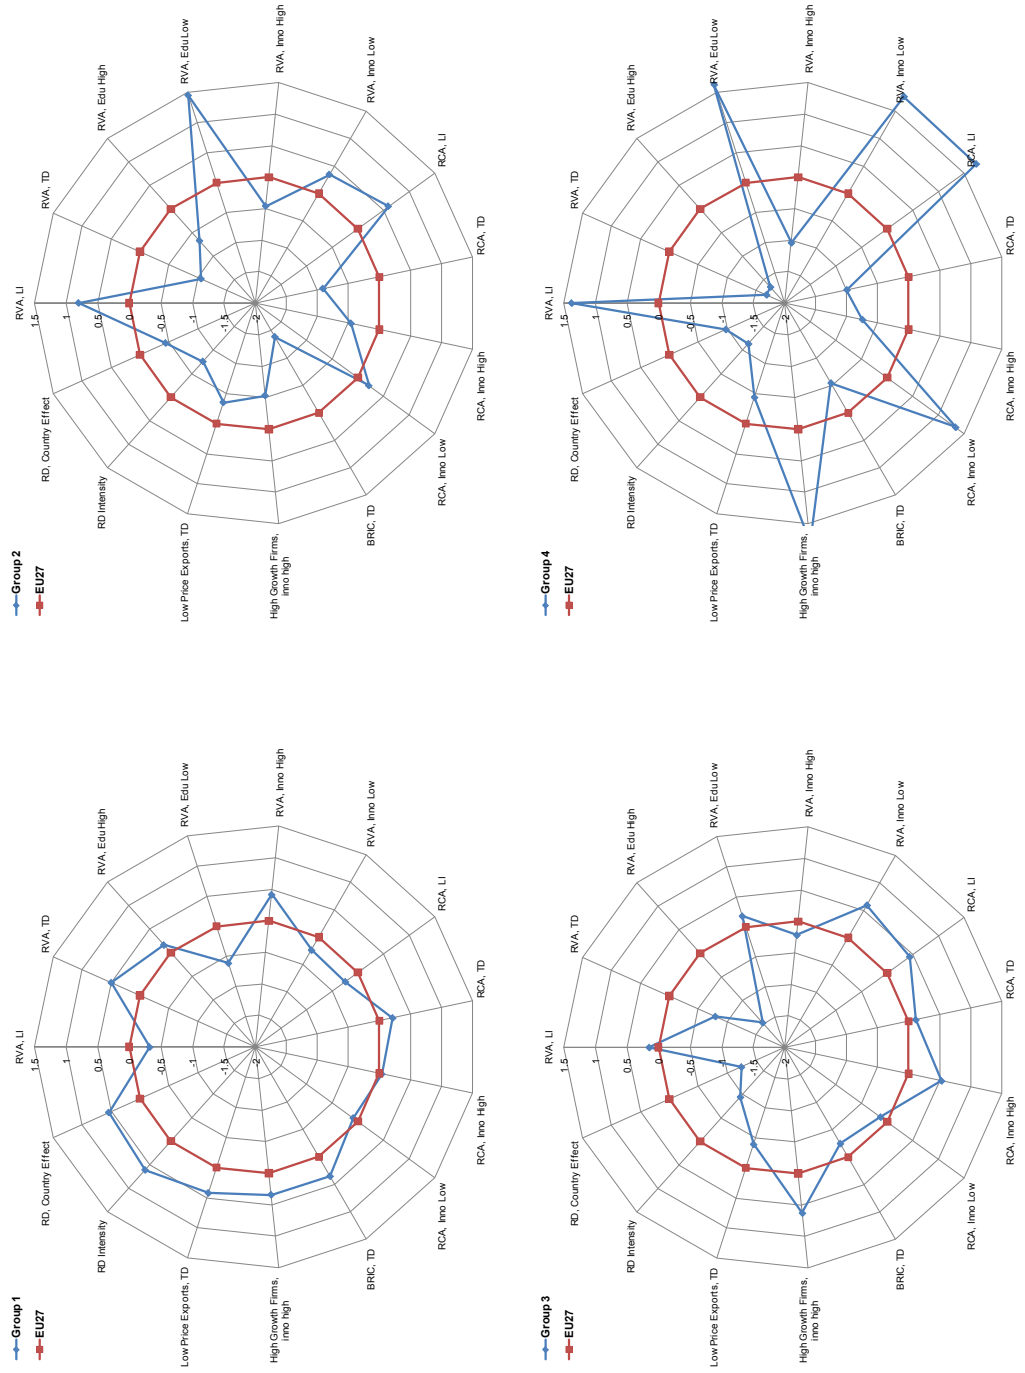 Group 2
EU27
RVA, LI
RVA, TD
RVA, Edu High
RVA, Edu Low
RVA, Inno High
RVA, Inno Low
RCA, LI
RCA, TD
RCA, Inno High
RCA, Inno Low
BRIC, TD
High Growth Firms,
inno high
Low Price Exports, TD
RD Intensity
RD, Country Effect
1.5
1
0.5
0
-0.5
-1
-1.5
-2
Group 4
EU27
RVA, LI
RVA, TD
RVA, Edu High
RVA, Edu Low
RVA, Inno High
RVA, Inno Low
RCA, LI
RCA, TD
RCA, Inno High
RCA, Inno Low
BRIC, TD
High Growth Firms,
inno high
Low Price Exports, TD
RD Intensity
RD, Country Effect
1.5
1
0.5
0
-0.5
-1
-1.5
-2
Group 1
EU27
RVA, LI
RVA, TD
RVA, Edu High
RVA, Edu Low
RVA, Inno High
RVA, Inno Low
RCA, LI
RCA, TD
RCA, Inno High
RCA, Inno Low
BRIC, TD
High Growth Firms,
inno high
Low Price Exports, TD
RD Intensity
RD, Country Effect
1.5
1
0.5
0
-0.5
-1
-1.5
-2
Group 3
EU27
RVA, LI
RVA, TD
RVA, Edu High
RVA, Edu Low
RVA, Inno High
RVA, Inno Low
RCA, LI
RCA, TD
RCA, Inno High
RCA, Inno Low
BRIC, TD
High Growth Firms,
inno high
Low Price Exports, TD
RD Intensity
RD, Country Effect
1.5
1
0.5
0
-0.5
-1
-1.5
-2